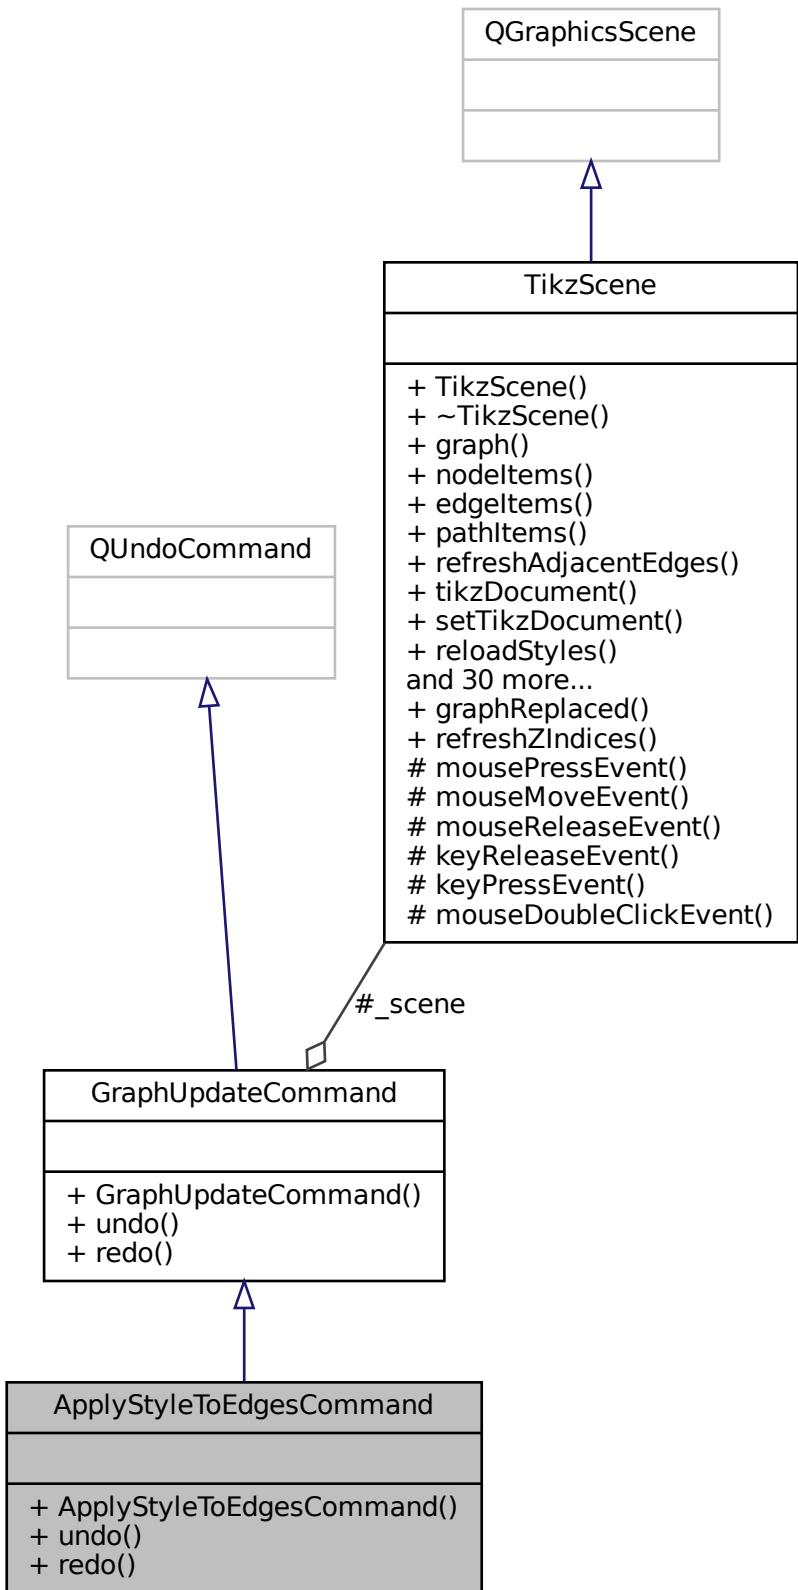 QGraphicsScene
TikzScene
+ TikzScene()
+ ~TikzScene()
+ graph()
+ nodeItems()
+ edgeItems()
+ pathItems()
+ refreshAdjacentEdges()
+ tikzDocument()
+ setTikzDocument()
+ reloadStyles()
and 30 more...
+ graphReplaced()
+ refreshZIndices()
# mousePressEvent()
# mouseMoveEvent()
# mouseReleaseEvent()
# keyReleaseEvent()
# keyPressEvent()
# mouseDoubleClickEvent()
QUndoCommand
#_scene
GraphUpdateCommand
+ GraphUpdateCommand()
+ undo()
+ redo()
ApplyStyleToEdgesCommand
+ ApplyStyleToEdgesCommand()
+ undo()
+ redo()